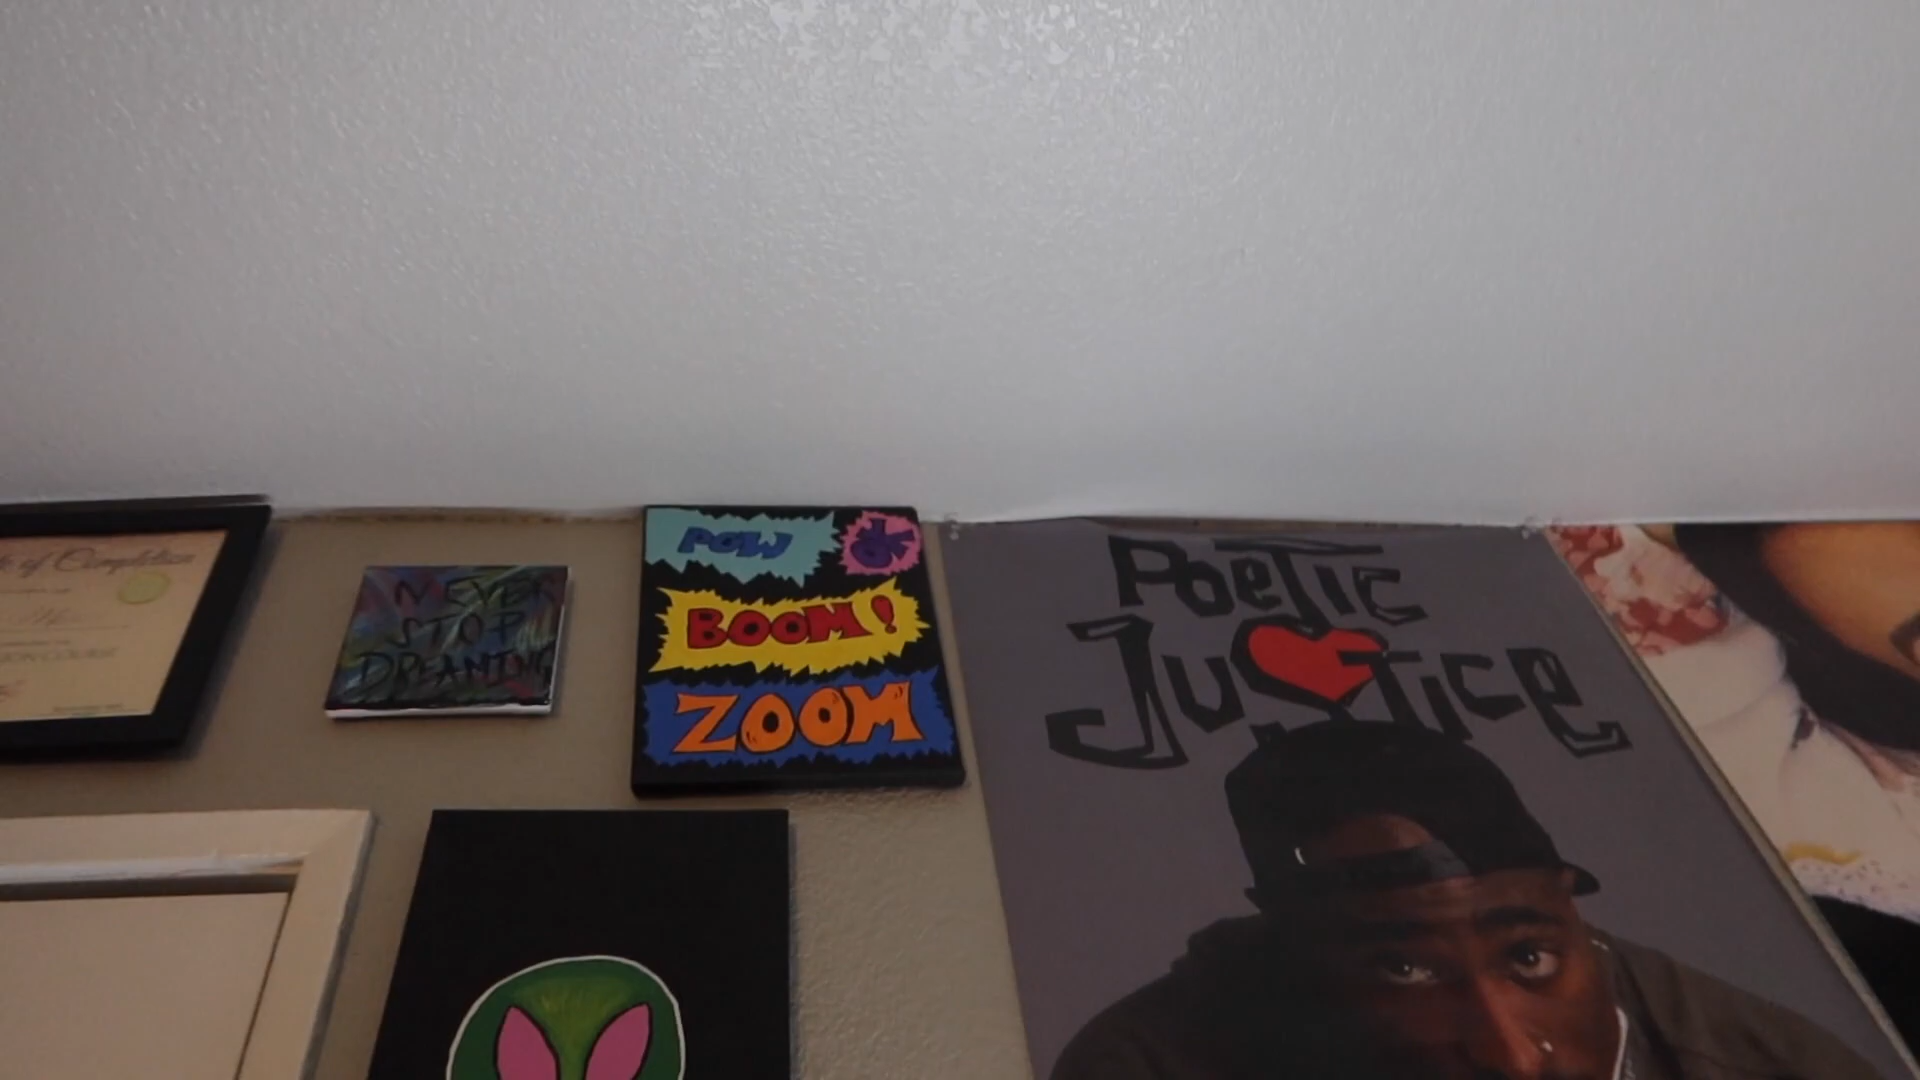 of Completion
NEVER
STOP
DREAMING
POW
BOOM!
ZOOM
Poetic
Justice